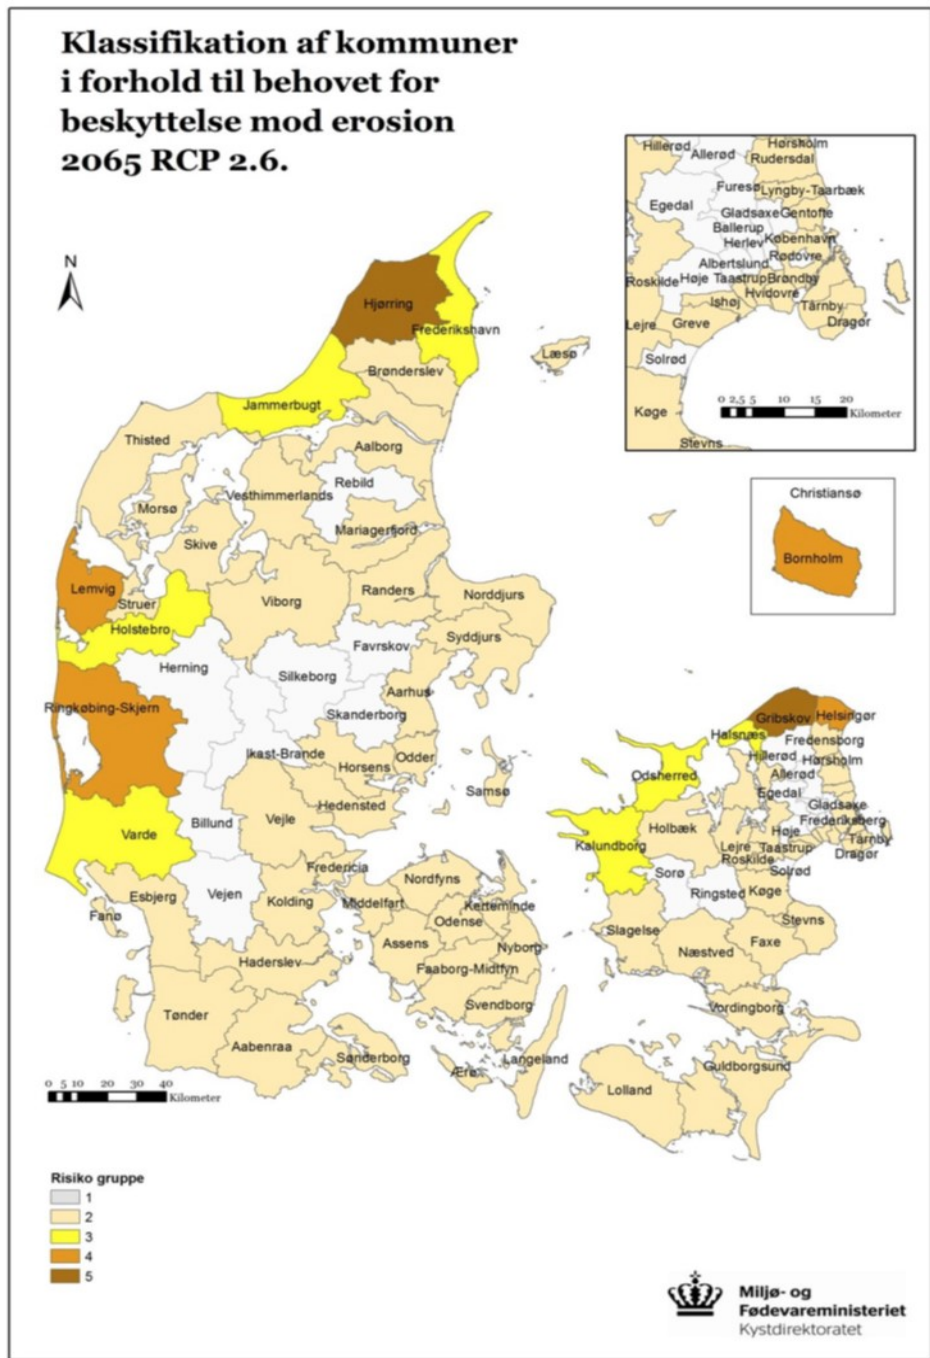 Klassifikation af kommuner
i forhold til behovet for
beskyttelse mod erosion
2065 RCP 2.6.
N
Hillerød
Allerød
Hørsholm
Rudersdal
Furesø
Lyngby-Taarbæk
Egedal
Gladsaxe
Gentofte
Ballerup
Herlev
København
Rødovre
Albertslund
Roskilde
Høje Taastrup
Brøndby
Hvidovre
Ishøj
Tårnby
Lejre
Greve
Dragør
Solrød
0 2,5 5 10 15 20
Kilometer
Køge
Stevns
Hjørring
Frederikshavn
Læsø
Brønderslev
Jammerbugt
Thisted
Aalborg
Rebild
Vesthimmerlands
Morsø
Mariagerfjord
Skive
Christiansø
Bornholm
Lemvig
Struer
Viborg
Randers
Norddjurs
Holstebro
Syddjurs
Favrskov
Herning
Silkeborg
Aarhus
Ringkøbing-Skjern
Skanderborg
Ikast-Brande
Odder
Horsens
Samsø
Hedensted
Billund
Vejle
Varde
Gribskov
Helsingør
Halsnæs
Fredensborg
Hillerød
Hørsholm
Odsherred
Allerød
Egedal
Gladsaxe
Frederiksberg
Holbæk
Kalundborg
Høje
Taastrup
Tårnby
Lejre
Dragør
Roskilde
Solrød
Sorø
Ringsted
Køge
Stevns
Slagelse
Faxe
Næstved
Vordingborg
Guldborgsund
Lolland
Fredericia
Nordfyns
Vejen
Kolding
Middelfart
Kerteminde
Esbjerg
Fanø
Odense
Assens
Nyborg
Haderslev
Faaborg-Midtfyn
Svendborg
Tønder
Aabenraa
Sønderborg
Ærø
Langeland
0 5 10 20 30 40
Kilometer
Risiko gruppe
1
2
3
4
5
Miljø- og
Fødevareministeriet
Kystdirektoratet